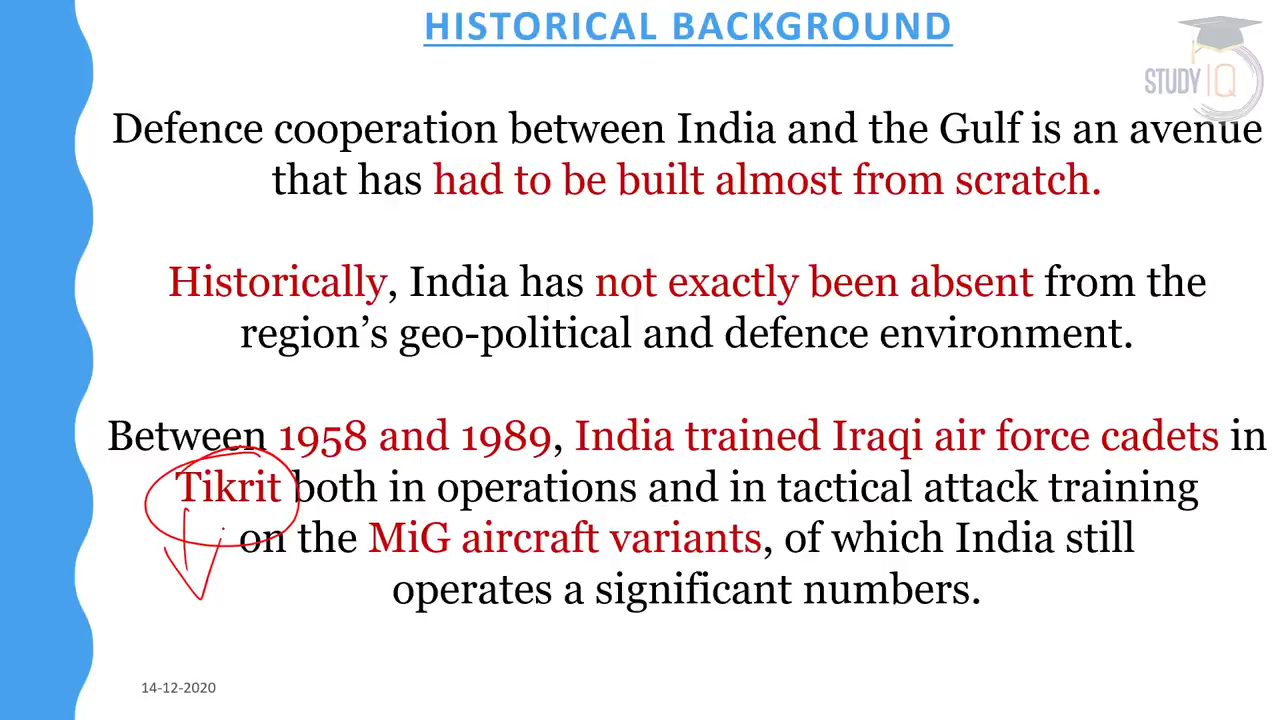 HISTORICAL BACKGROUND
STUDY IQ
Defence cooperation between India and the Gulf is an avenue
that has had to be built almost from scratch.
Historically, India has not exactly been absent from the
region’s geo-political and defence environment.
Between 1958 and 1989, India trained Iraqi air force cadets in
Tikrit both in operations and in tactical attack training
on the MiG aircraft variants, of which India still
operates a significant numbers.
14-12-2020